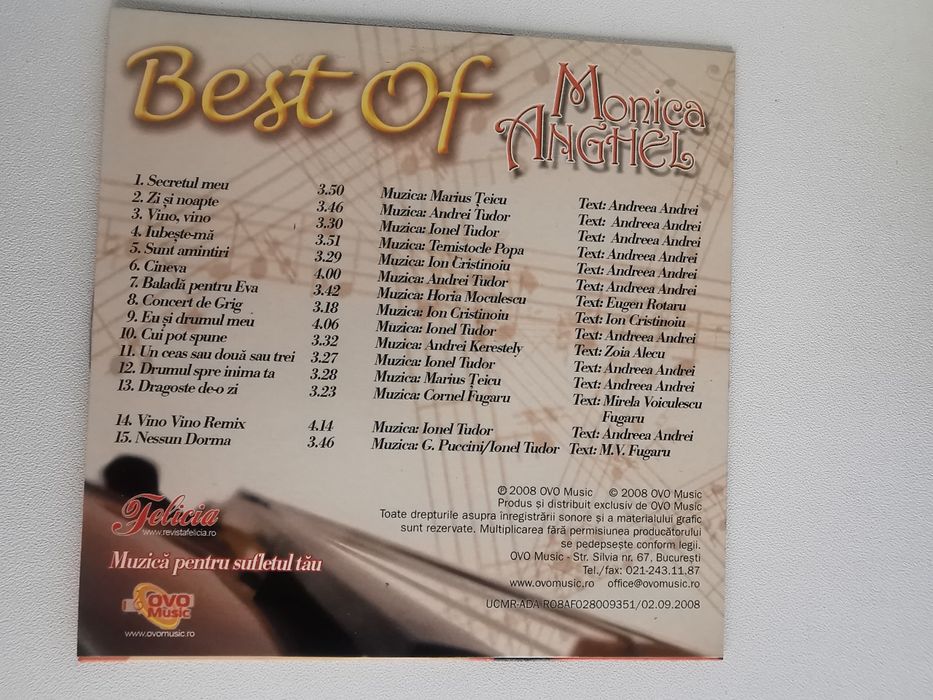 Best Of
Monica
ANGHEL
1. Secretul meu 3.50 Muzica: Marius Țeicu Text: Andreea Andrei
2. Zi și noapte 3.46 Muzica: Andrei Tudor Text: Andreea Andrei
3. Vino, vino 3.30 Muzica: Ionel Tudor Text: Andreea Andrei
4. Iubește-mă 3.51 Muzica: Temistocle Popa Text: Andreea Andrei
5. Sunt amintiri 3.29 Muzica: Ion Cristinoiu Text: Andreea Andrei
6. Cineva 4.00 Muzica: Andrei Tudor Text: Andreea Andrei
7. Baladă pentru Eva 3.42 Muzica: Horia Moculescu Text: Eugen Rotaru
8. Concert de Grig 3.18 Muzica: Ion Cristinoiu Text: Ion Cristinoiu
9. Eu și drumul meu 4.06 Muzica: Ionel Tudor Text: Andreea Andrei
10. Cui pot spune 3.32 Muzica: Andrei Kerestely Text: Zoia Alecu
11. Un ceas sau două sau trei 3.27 Muzica: Ionel Tudor Text: Andreea Andrei
12. Drumul spre inima ta 3.28 Muzica: Marius Țeicu Text: Andreea Andrei
13. Dragoste de-o zi 3.23 Muzica: Cornel Fugaru Text: Mirela Voiculescu
Fugaru
14. Vino Vino Remix 4.14 Muzica: Ionel Tudor Text: Andreea Andrei
15. Nessun Dorma 3.46 Muzica: G. Puccini/Ionel Tudor Text: M.V. Fugaru
Felicia
www.revistafelicia.ro
Muzică pentru sufletul tău
OVO
Music
www.ovomusic.ro
℗ 2008 OVO Music © 2008 OVO Music
Produs și distribuit exclusiv de OVO Music
Toate drepturile asupra înregistrării sonore și a materialului grafic
sunt rezervate. Multiplicarea fără permisiunea producătorului
se pedepsește conform legii.
OVO Music - Str. Silvia nr. 67, București
Tel./fax: 021-243.11.87
www.ovomusic.ro office@ovomusic.ro
UCMR-ADA RO8AF028009351/02.09.2008